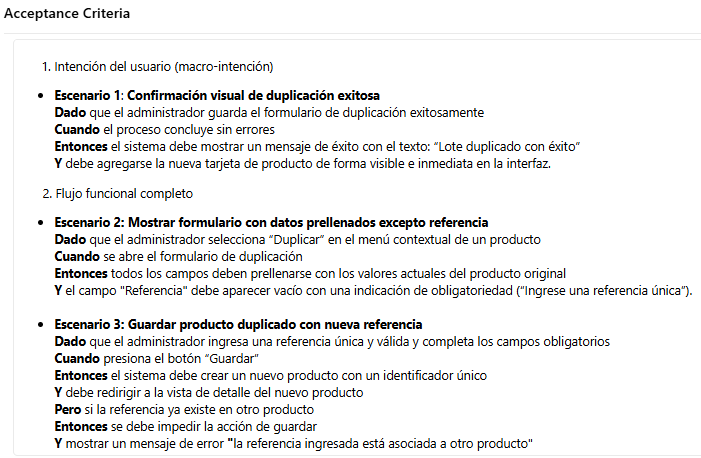 Acceptance Criteria
1. Intención del usuario (macro-intención)
• Escenario 1: Confirmación visual de duplicación exitosa
Dado que el administrador guarda el formulario de duplicación exitosamente
Cuando el proceso concluye sin errores
Entonces el sistema debe mostrar un mensaje de éxito con el texto: “Lote duplicado con éxito”
Y debe agregarse la nueva tarjeta de producto de forma visible e inmediata en la interfaz.
2. Flujo funcional completo
• Escenario 2: Mostrar formulario con datos prellenados excepto referencia
Dado que el administrador selecciona “Duplicar” en el menú contextual de un producto
Cuando se abre el formulario de duplicación
Entonces todos los campos deben prellenarse con los valores actuales del producto original
Y el campo "Referencia" debe aparecer vacío con una indicación de obligatoriedad (“Ingrese una referencia única”).
• Escenario 3: Guardar producto duplicado con nueva referencia
Dado que el administrador ingresa una referencia única y válida y completa los campos obligatorios
Cuando presiona el botón “Guardar”
Entonces el sistema debe crear un nuevo producto con un identificador único
Y debe redirigir a la vista de detalle del nuevo producto
Pero si la referencia ya existe en otro producto
Entonces se debe impedir la acción de guardar
Y mostrar un mensaje de error "la referencia ingresada está asociada a otro producto"